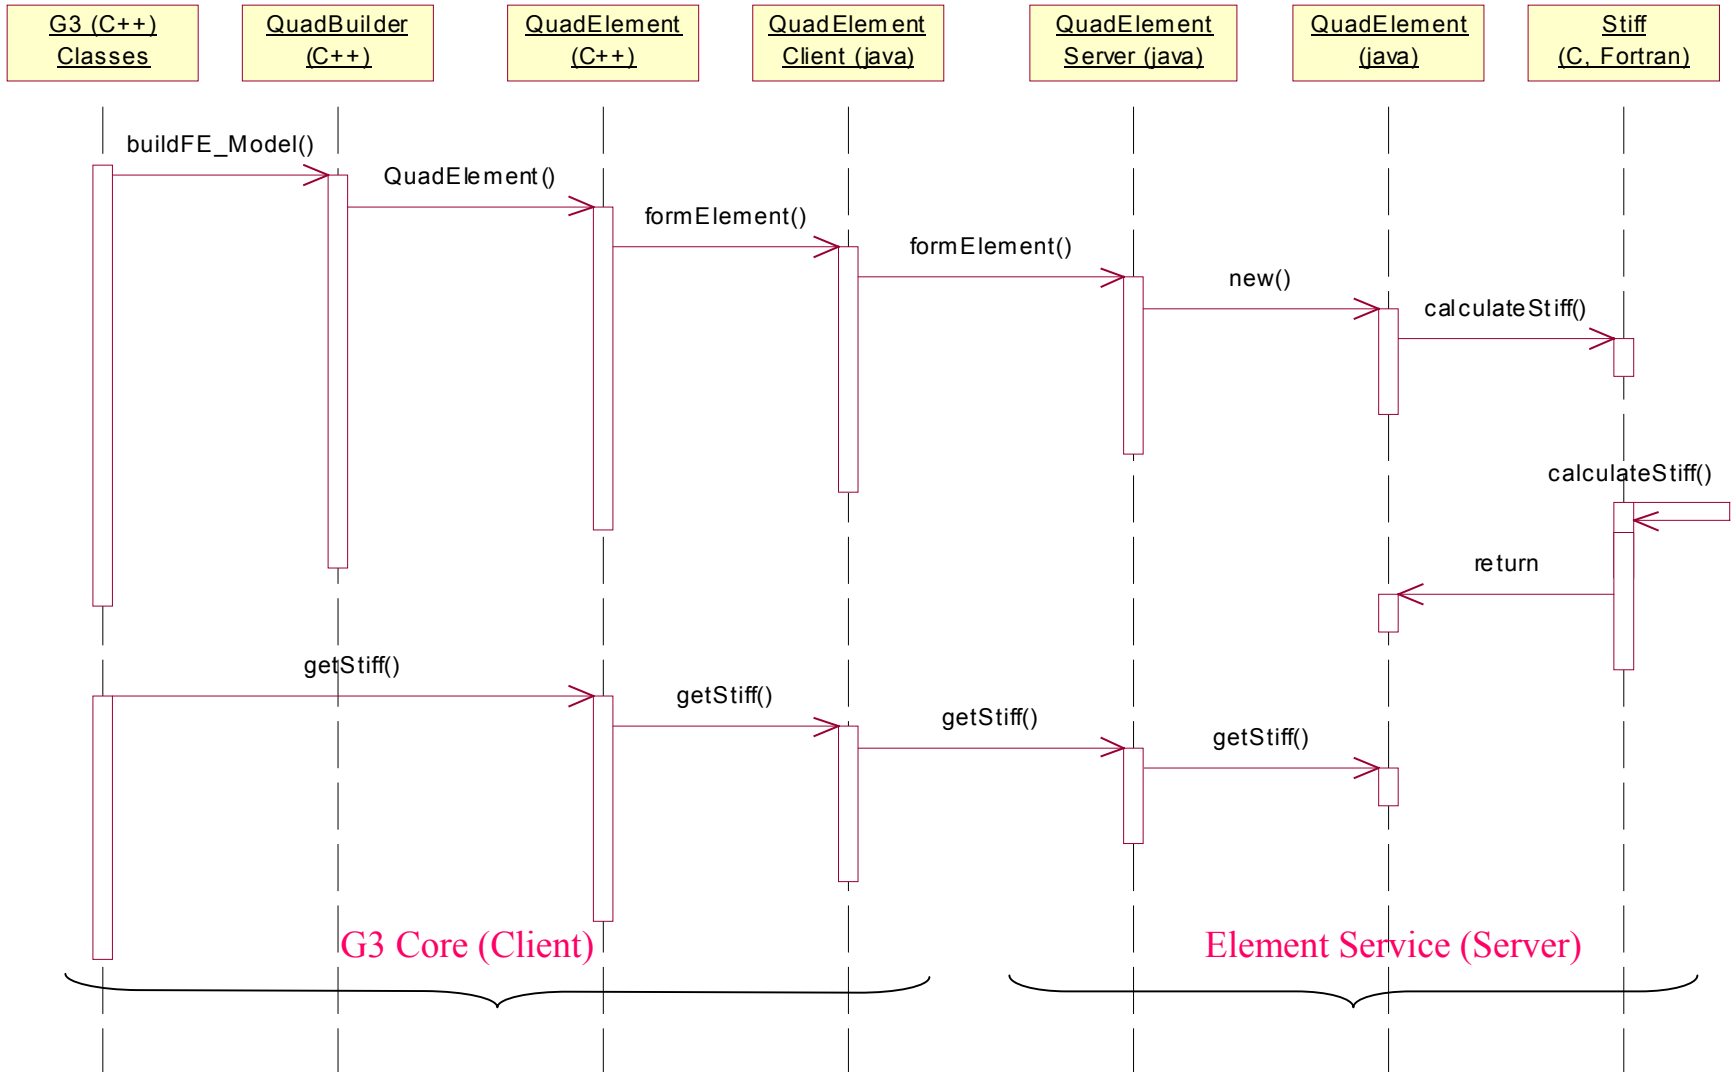 G3 (C++)
Classes
QuadBuilder
(C++)
QuadElement
(C++)
QuadElement
Client (java)
QuadElement
Server (java)
QuadElement
(java)
Stiff
(C, Fortran)
buildFE_Model()
QuadElement()
formElement()
formElement()
new()
calculateStiff()
calculateStiff()
return
getStiff()
getStiff()
getStiff()
getStiff()
G3 Core (Client)
Element Service (Server)